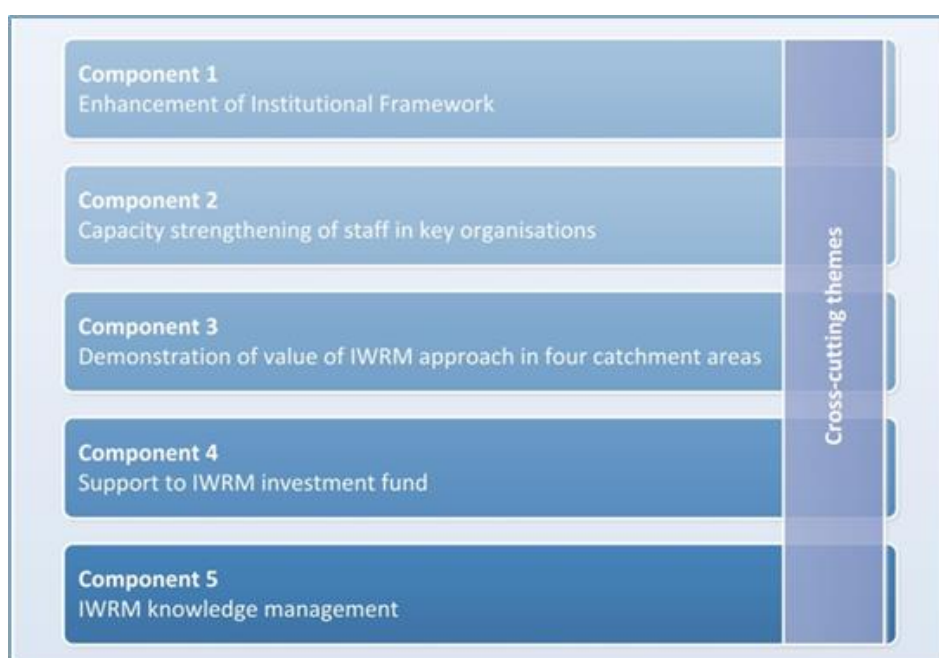 Component 1
Enhancement of Institutional Framework
Component 2
Capacity strengthening of staff in key organisations
Component 3
Demonstration of value of IWRM approach in four catchment areas
Component 4
Support to IWRM investment fund
Component 5
IWRM knowledge management
Cross-cutting themes